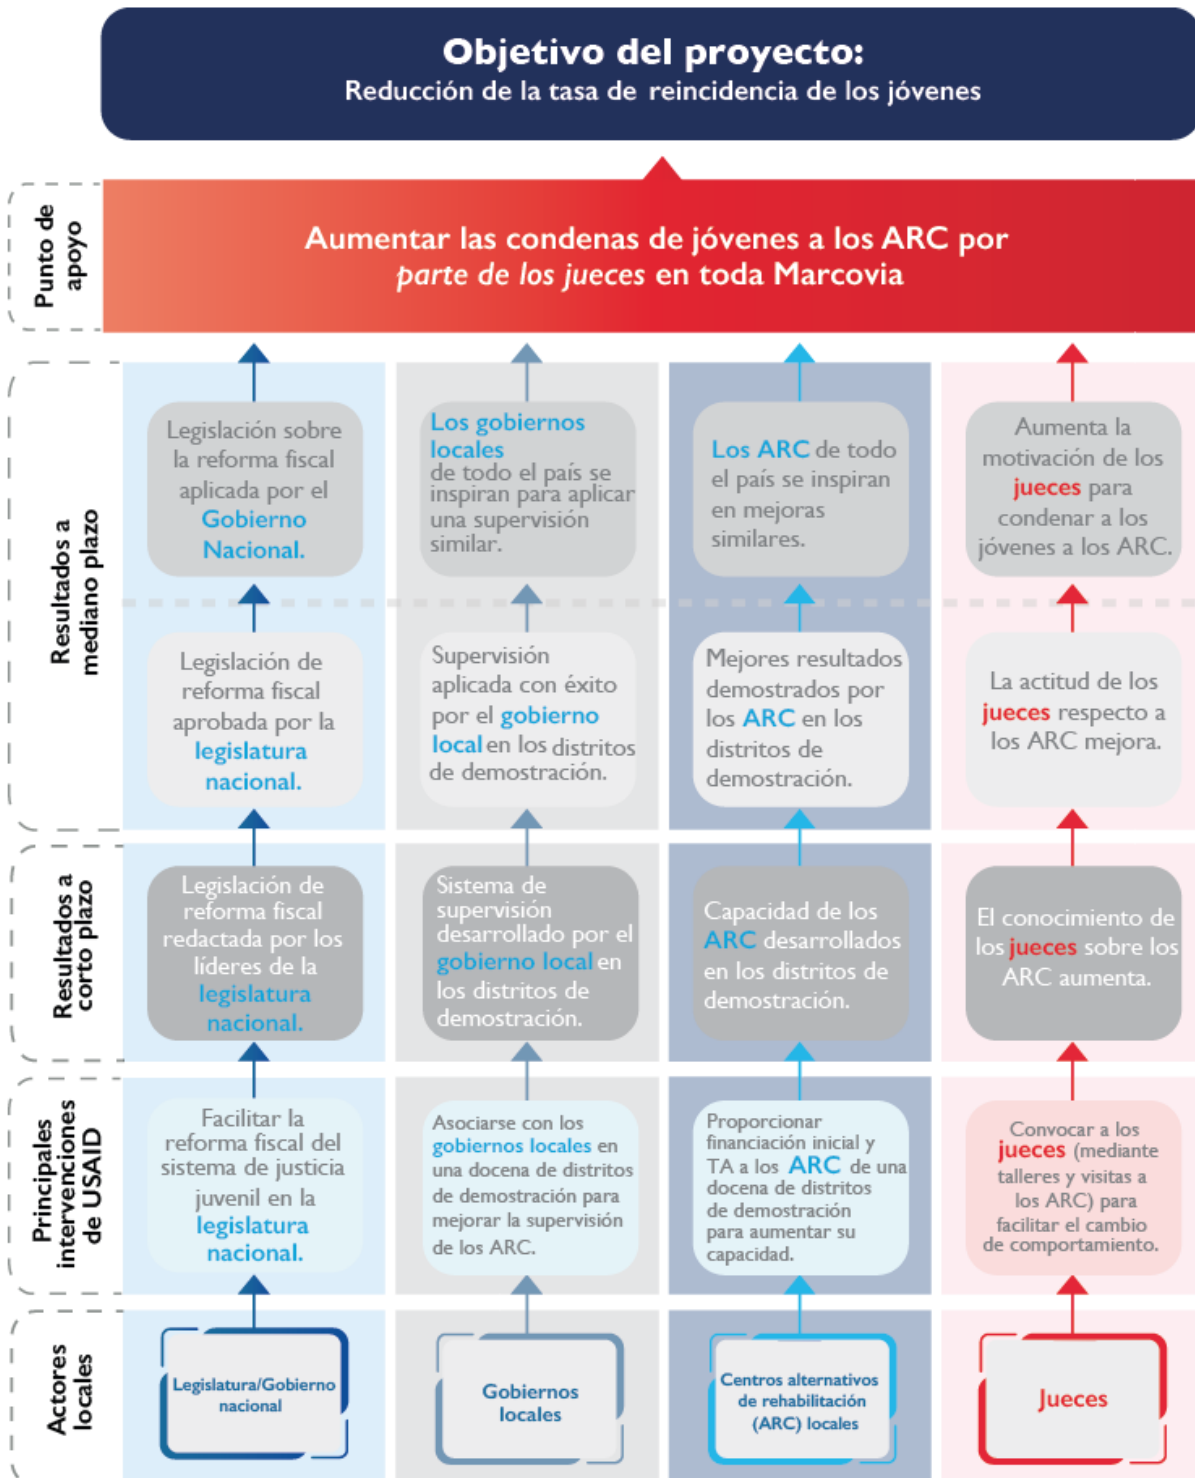 Objetivo del proyecto:
Reducción de la tasa de reincidencia de los jóvenes
Punto de
apoyo
Aumentar las condenas de jóvenes a los ARC por
parte de los jueces en toda Marcovia
Resultados a
mediano plazo
Legislación sobre
la reforma fiscal
aplicada por el
Gobierno
Nacional.
Los gobiernos
locales
de todo el país se
inspiran para aplicar
una supervisión
similar.
Los ARC de todo
el país se inspiran
en mejoras
similares.
Aumenta la
motivación de los
jueces para
condenar a los
jóvenes a los ARC.
Legislación de
reforma fiscal
aprobada por la
legislatura
nacional.
Supervisión
aplicada con éxito
por el gobierno
local en los distritos
de demostración.
Mejores resultados
demostrados por
los ARC en los
distritos de
demostración.
La actitud de los
jueces respecto a
los ARC mejora.
Resultados a
corto plazo
Legislación de
reforma fiscal
redactada por los
líderes de la
legislatura
nacional.
Sistema de
supervisión
desarrollado por el
gobierno local en
los distritos de
demostración.
Capacidad de los
ARC desarrollados
en los distritos de
demostración.
El conocimiento de
los jueces sobre los
ARC aumenta.
Principales
intervenciones
de USAID
Facilitar la
reforma fiscal del
sistema de justicia
juvenil en la
legislatura
nacional.
Asociarse con los
gobiernos locales en
una docena de distritos
de demostración para
mejorar la supervisión
de los ARC.
Proporcionar
financiación inicial y
TA a los ARC de una
docena de distritos
de demostración
para aumentar su
capacidad.
Convocar a los
jueces (mediante
talleres y visitas a
los ARC) para
facilitar el cambio
de comportamiento.
Actores
locales
Legislatura/Gobierno
nacional
Gobiernos
locales
Centros alternativos
de rehabilitación
(ARC) locales
Jueces